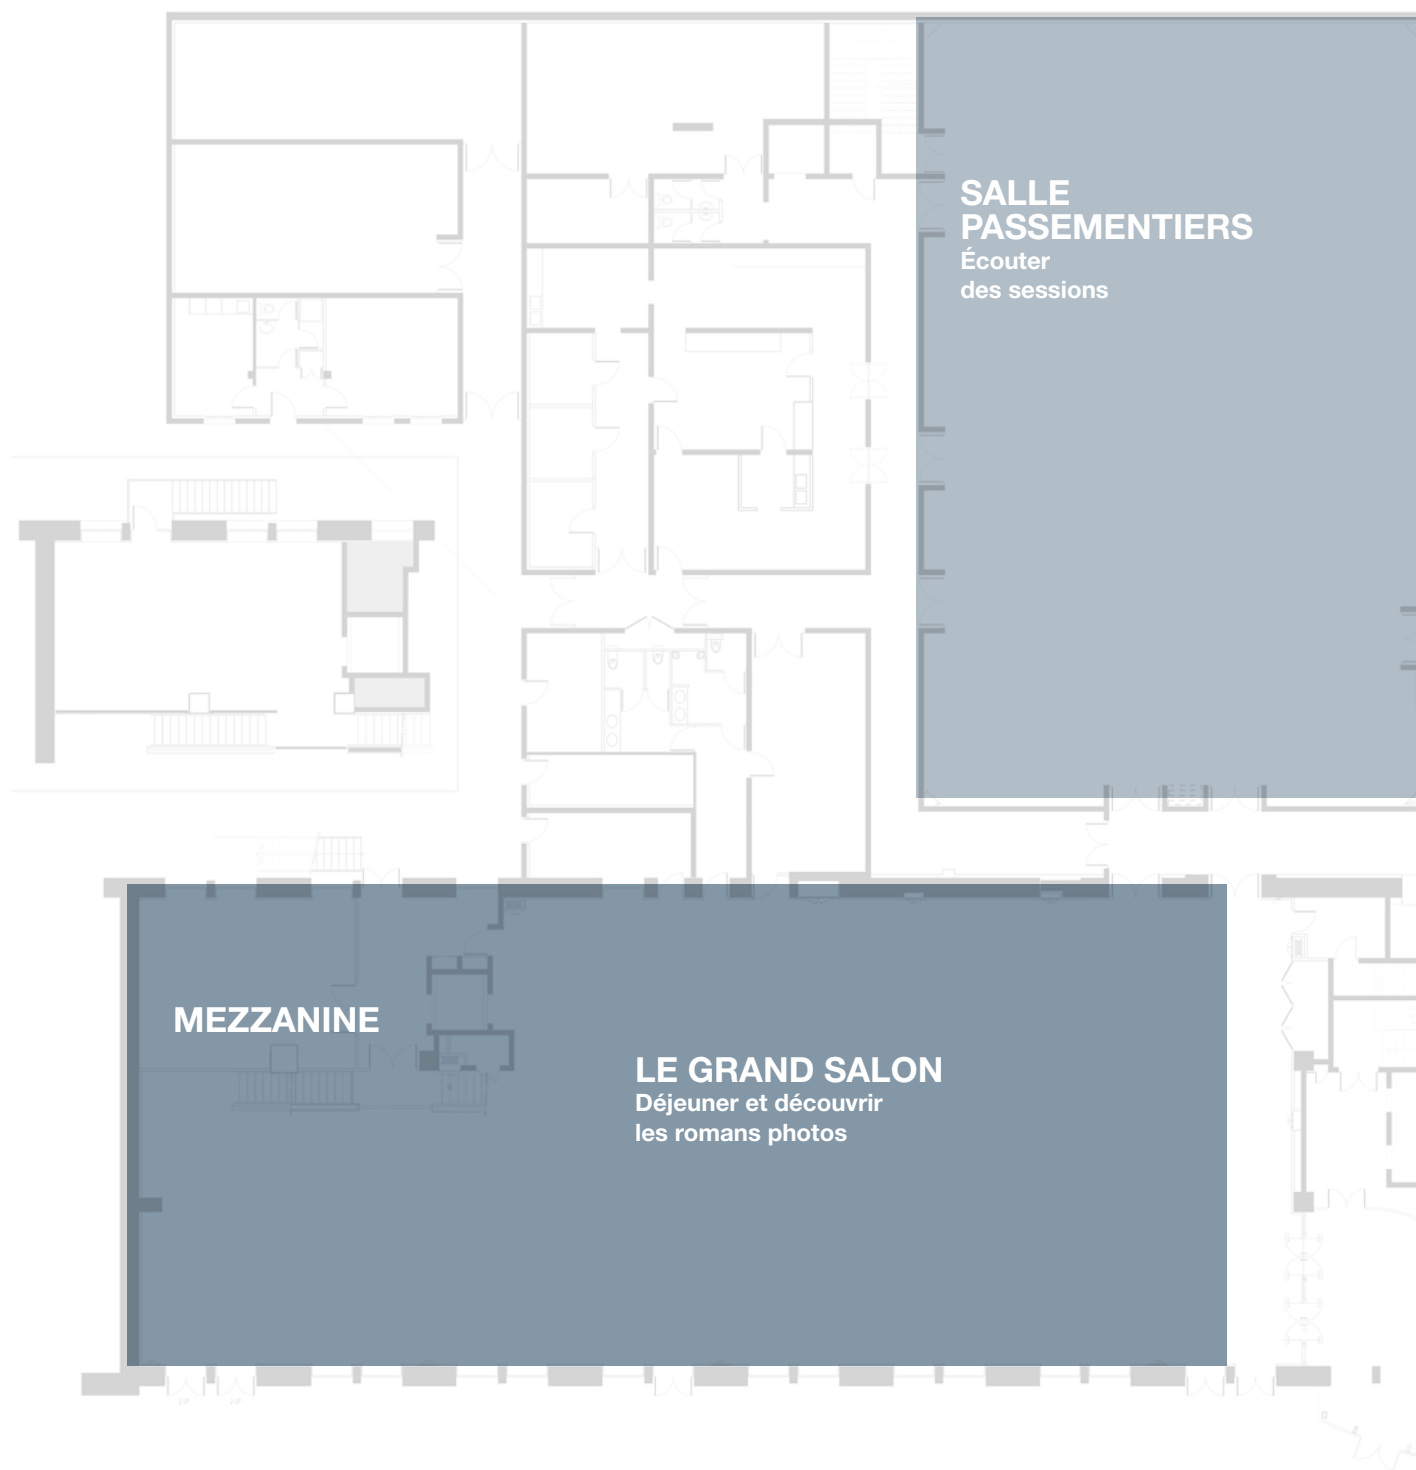 SALLE
PASSEMENTIERS
Écouter
des sessions
MEZZANINE
LE GRAND SALON
Déjeuner et découvrir
les romans photos